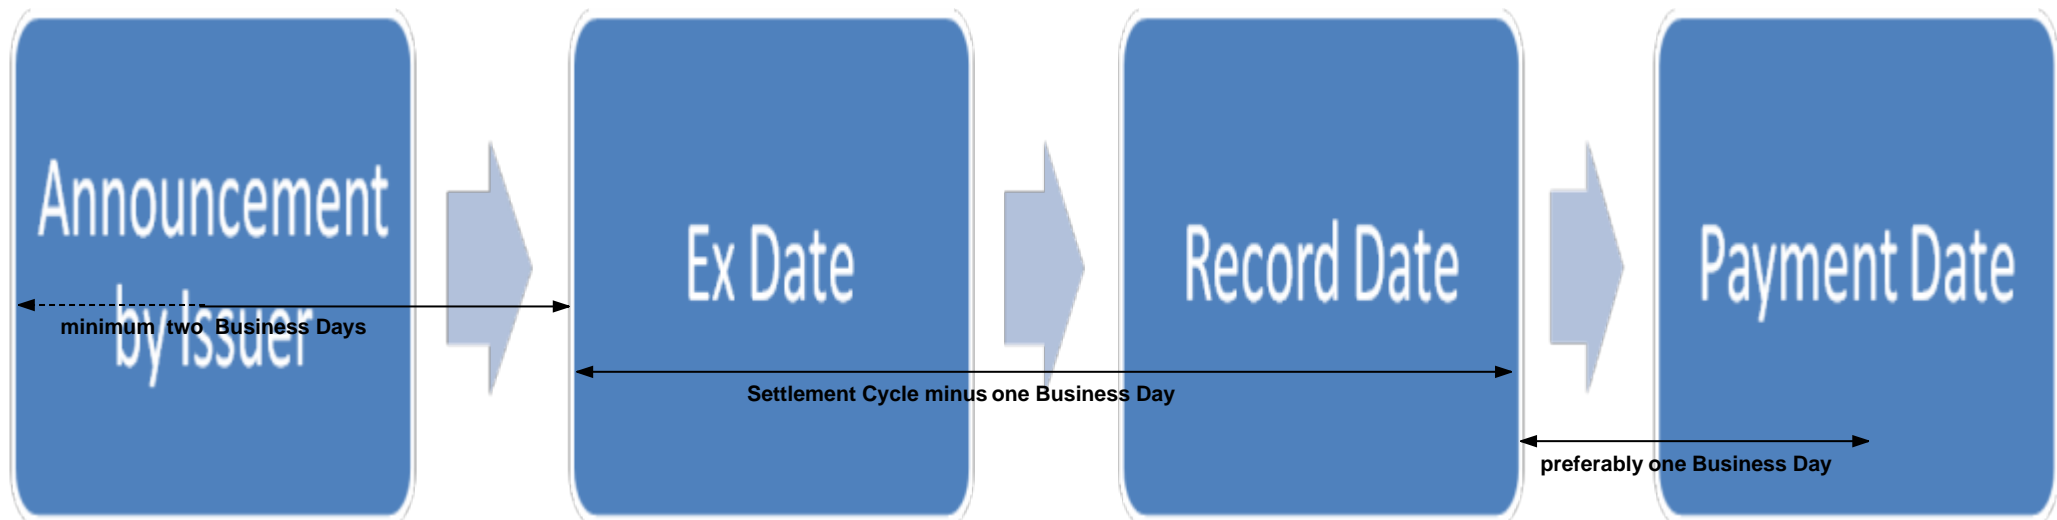 Announcement
by Issuer
minimum two Business Days
Ex Date
Record Date
Settlement Cycle minus one Business Day
Payment Date
preferably one Business Day